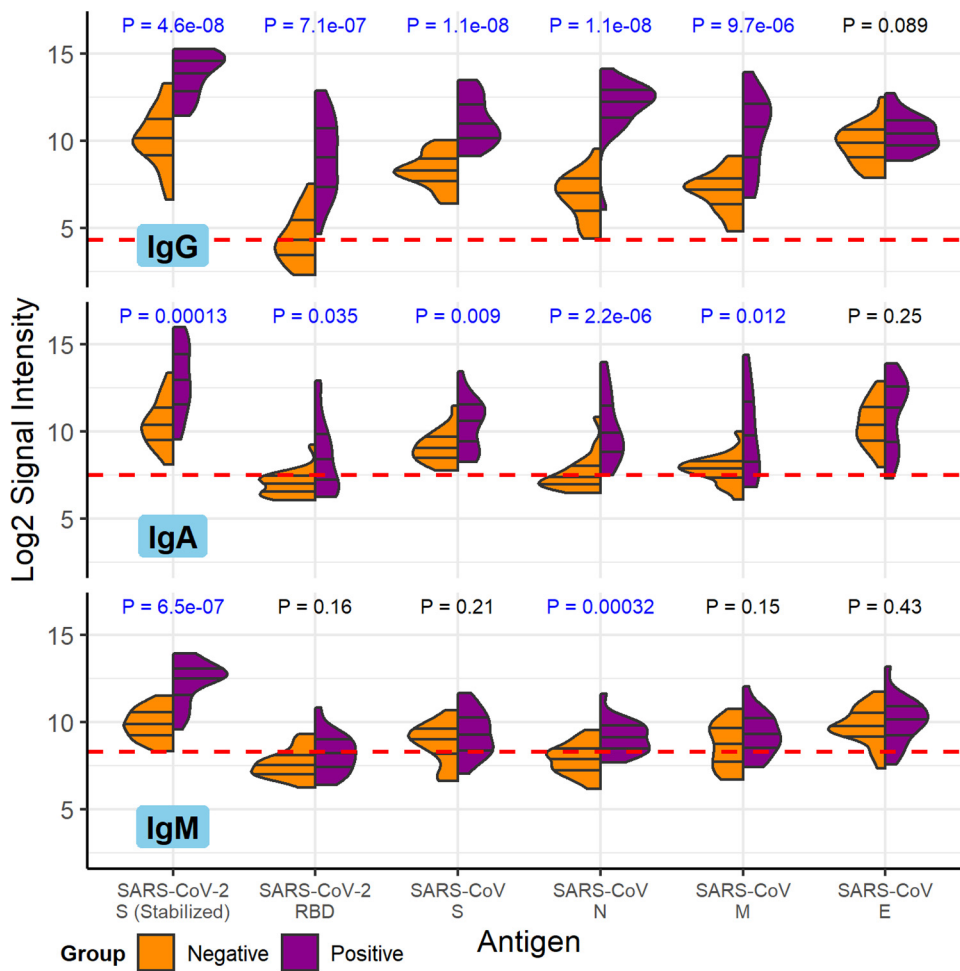 P = 4.6e-08 P = 7.1e-07 P = 1.1e-08 P = 1.1e-08 P = 9.7e-06 P = 0.089
15
10
5
IgG
P = 0.00013 P = 0.035 P = 0.009 P = 2.2e-06 P = 0.012 P = 0.25
15
10
5
IgA
Log2 Signal Intensity
P = 6.5e-07 P = 0.16 P = 0.21 P = 0.00032 P = 0.15 P = 0.43
15
10
5
IgM
SARS-CoV-2 SARS-CoV-2 SARS-CoV SARS-CoV SARS-CoV SARS-CoV
S (Stabilized) RBD S N M E
Antigen
Group Negative Positive